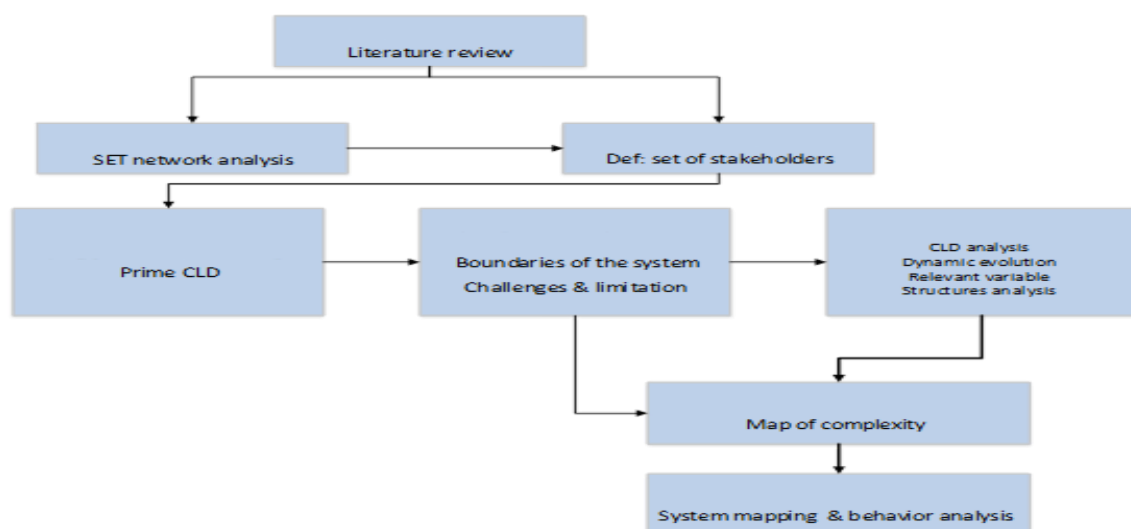 Literature review
SET network analysis
Def: set of stakeholders
Prime CLD
Boundaries of the system
Challenges & limitation
CLD analysis
Dynamic evolution
Relevant variable
Structures analysis
Map of complexity
System mapping & behavior analysis